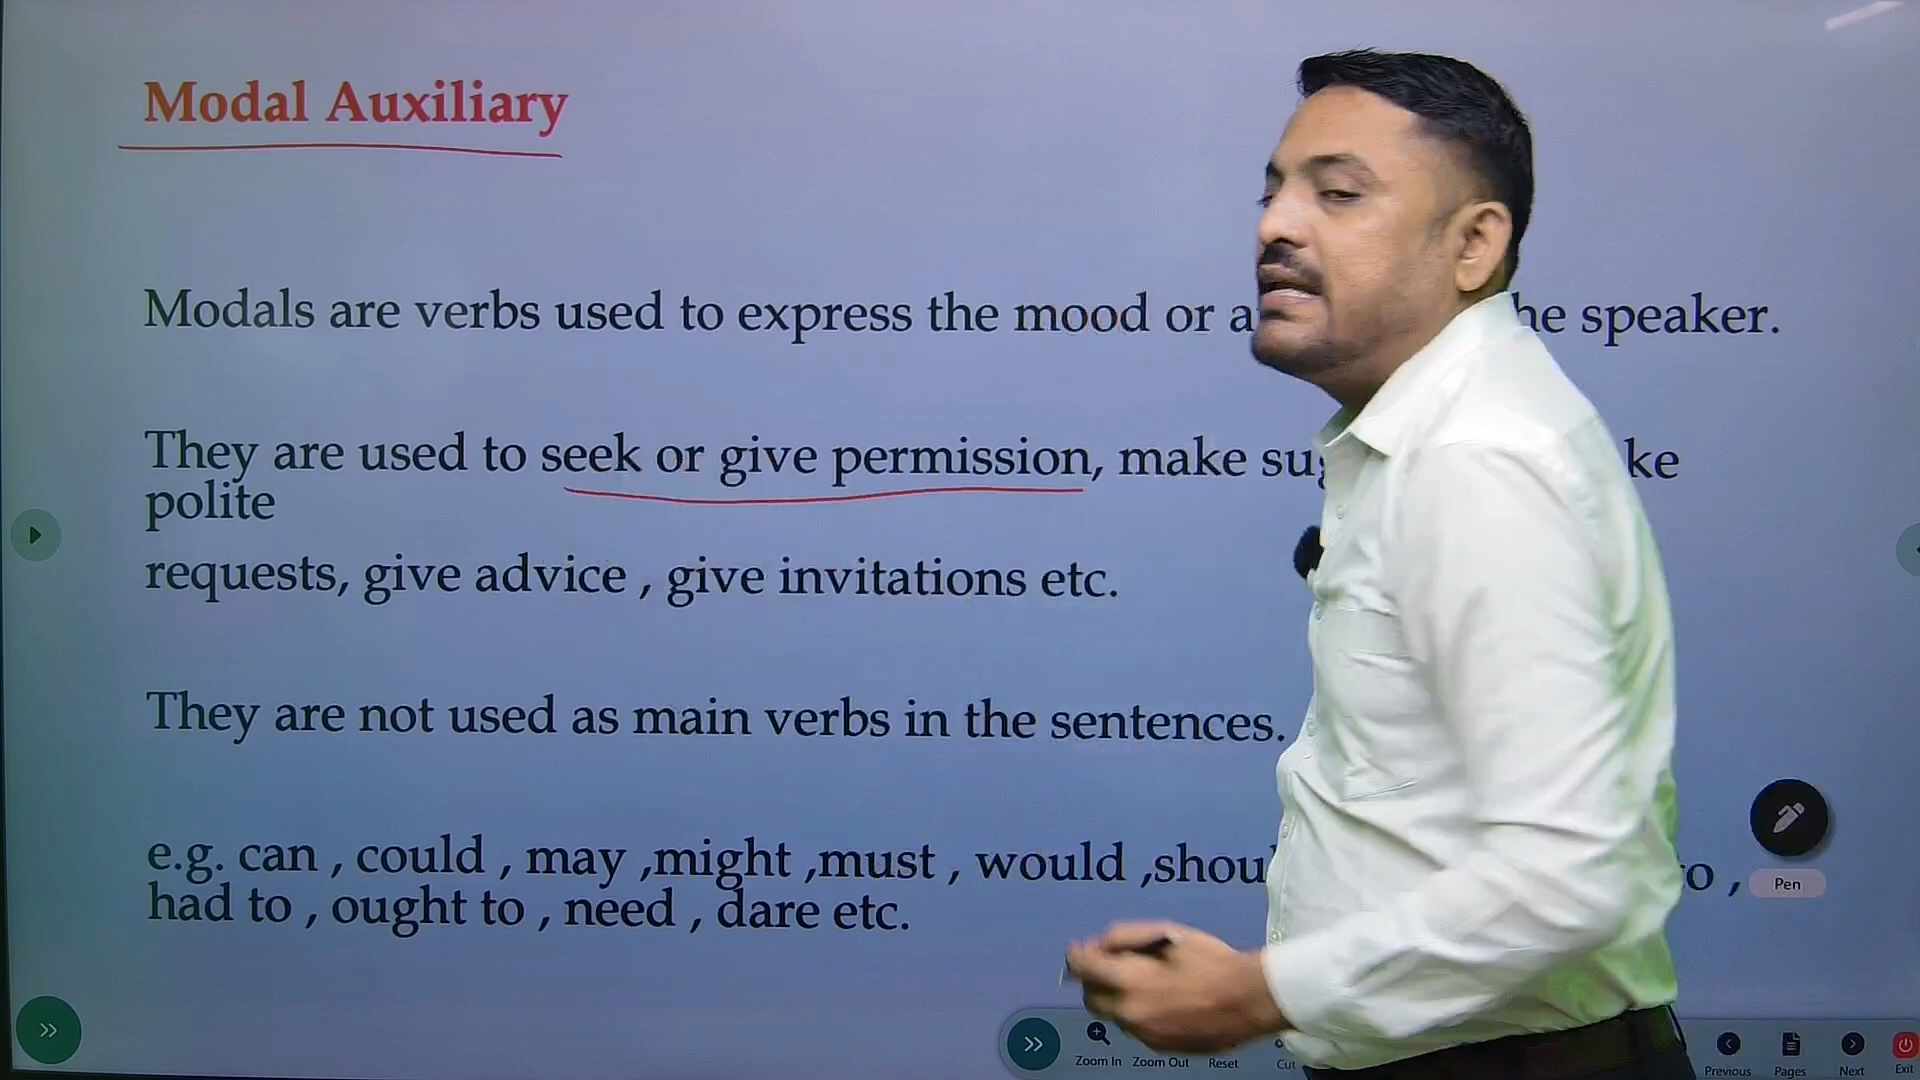 Modal Auxiliary
Modals are verbs used to express the mood or he speaker.
They are used to seek or give permission, make ke
polite
requests, give advice , give invitations etc.
They are not used as main verbs in the sentences.
e.g. can , could , may ,might ,must , would ,shou o ,
had to , ought to , need , dare etc.
Pen
Zoom In Zoom Out Reset Cut Previous Pages Next Exit